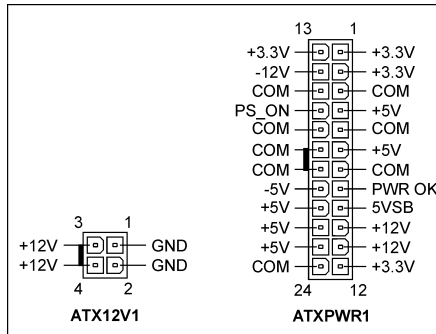 13 1
+3.3V +3.3V
-12V +3.3V
COM COM
PS_ON +5V
COM COM
COM +5V
COM COM
-5V PWR OK
+5V 5VSB
+5V +12V
+5V +12V
COM +3.3V
24 12
ATXPWR1
3 1
+12V GND
+12V GND
4 2
ATX12V1